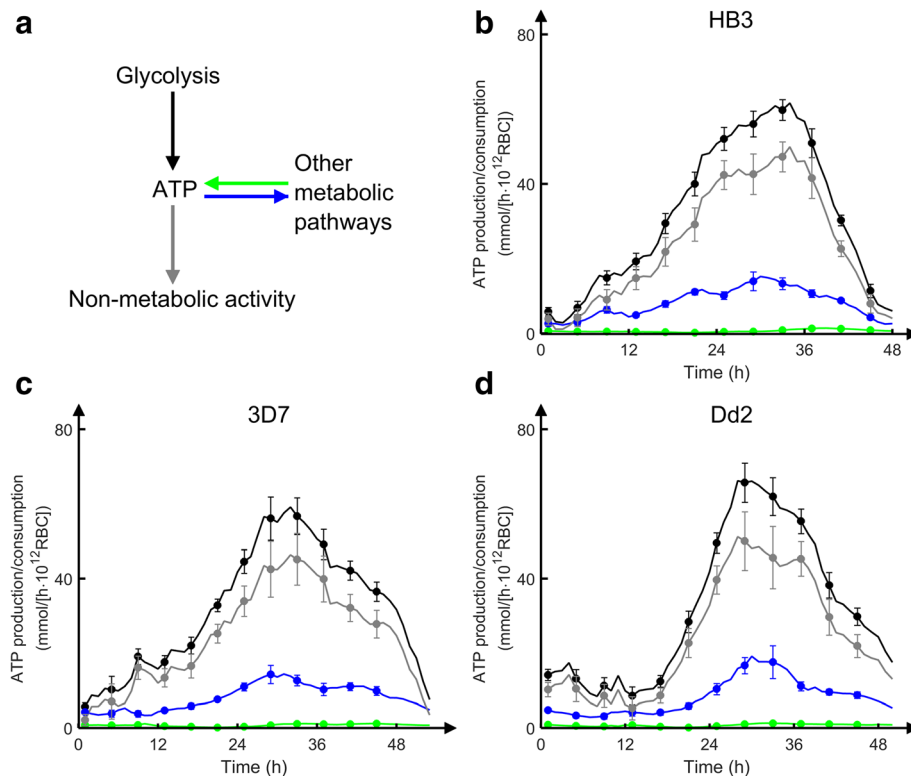 a
Glycolysis
ATP
Other
metabolic
pathways
Non-metabolic activity
b
HB3
ATP production/consumption
(mmol/[h·10¹²RBC])
80
40
0
0 12 24 36 48
Time (h)
c
3D7
ATP production/consumption
(mmol/[h·10¹²RBC])
80
40
0
0 12 24 36 48
Time (h)
d
Dd2
ATP production/consumption
(mmol/[h·10¹²RBC])
80
40
0
0 12 24 36 48
Time (h)